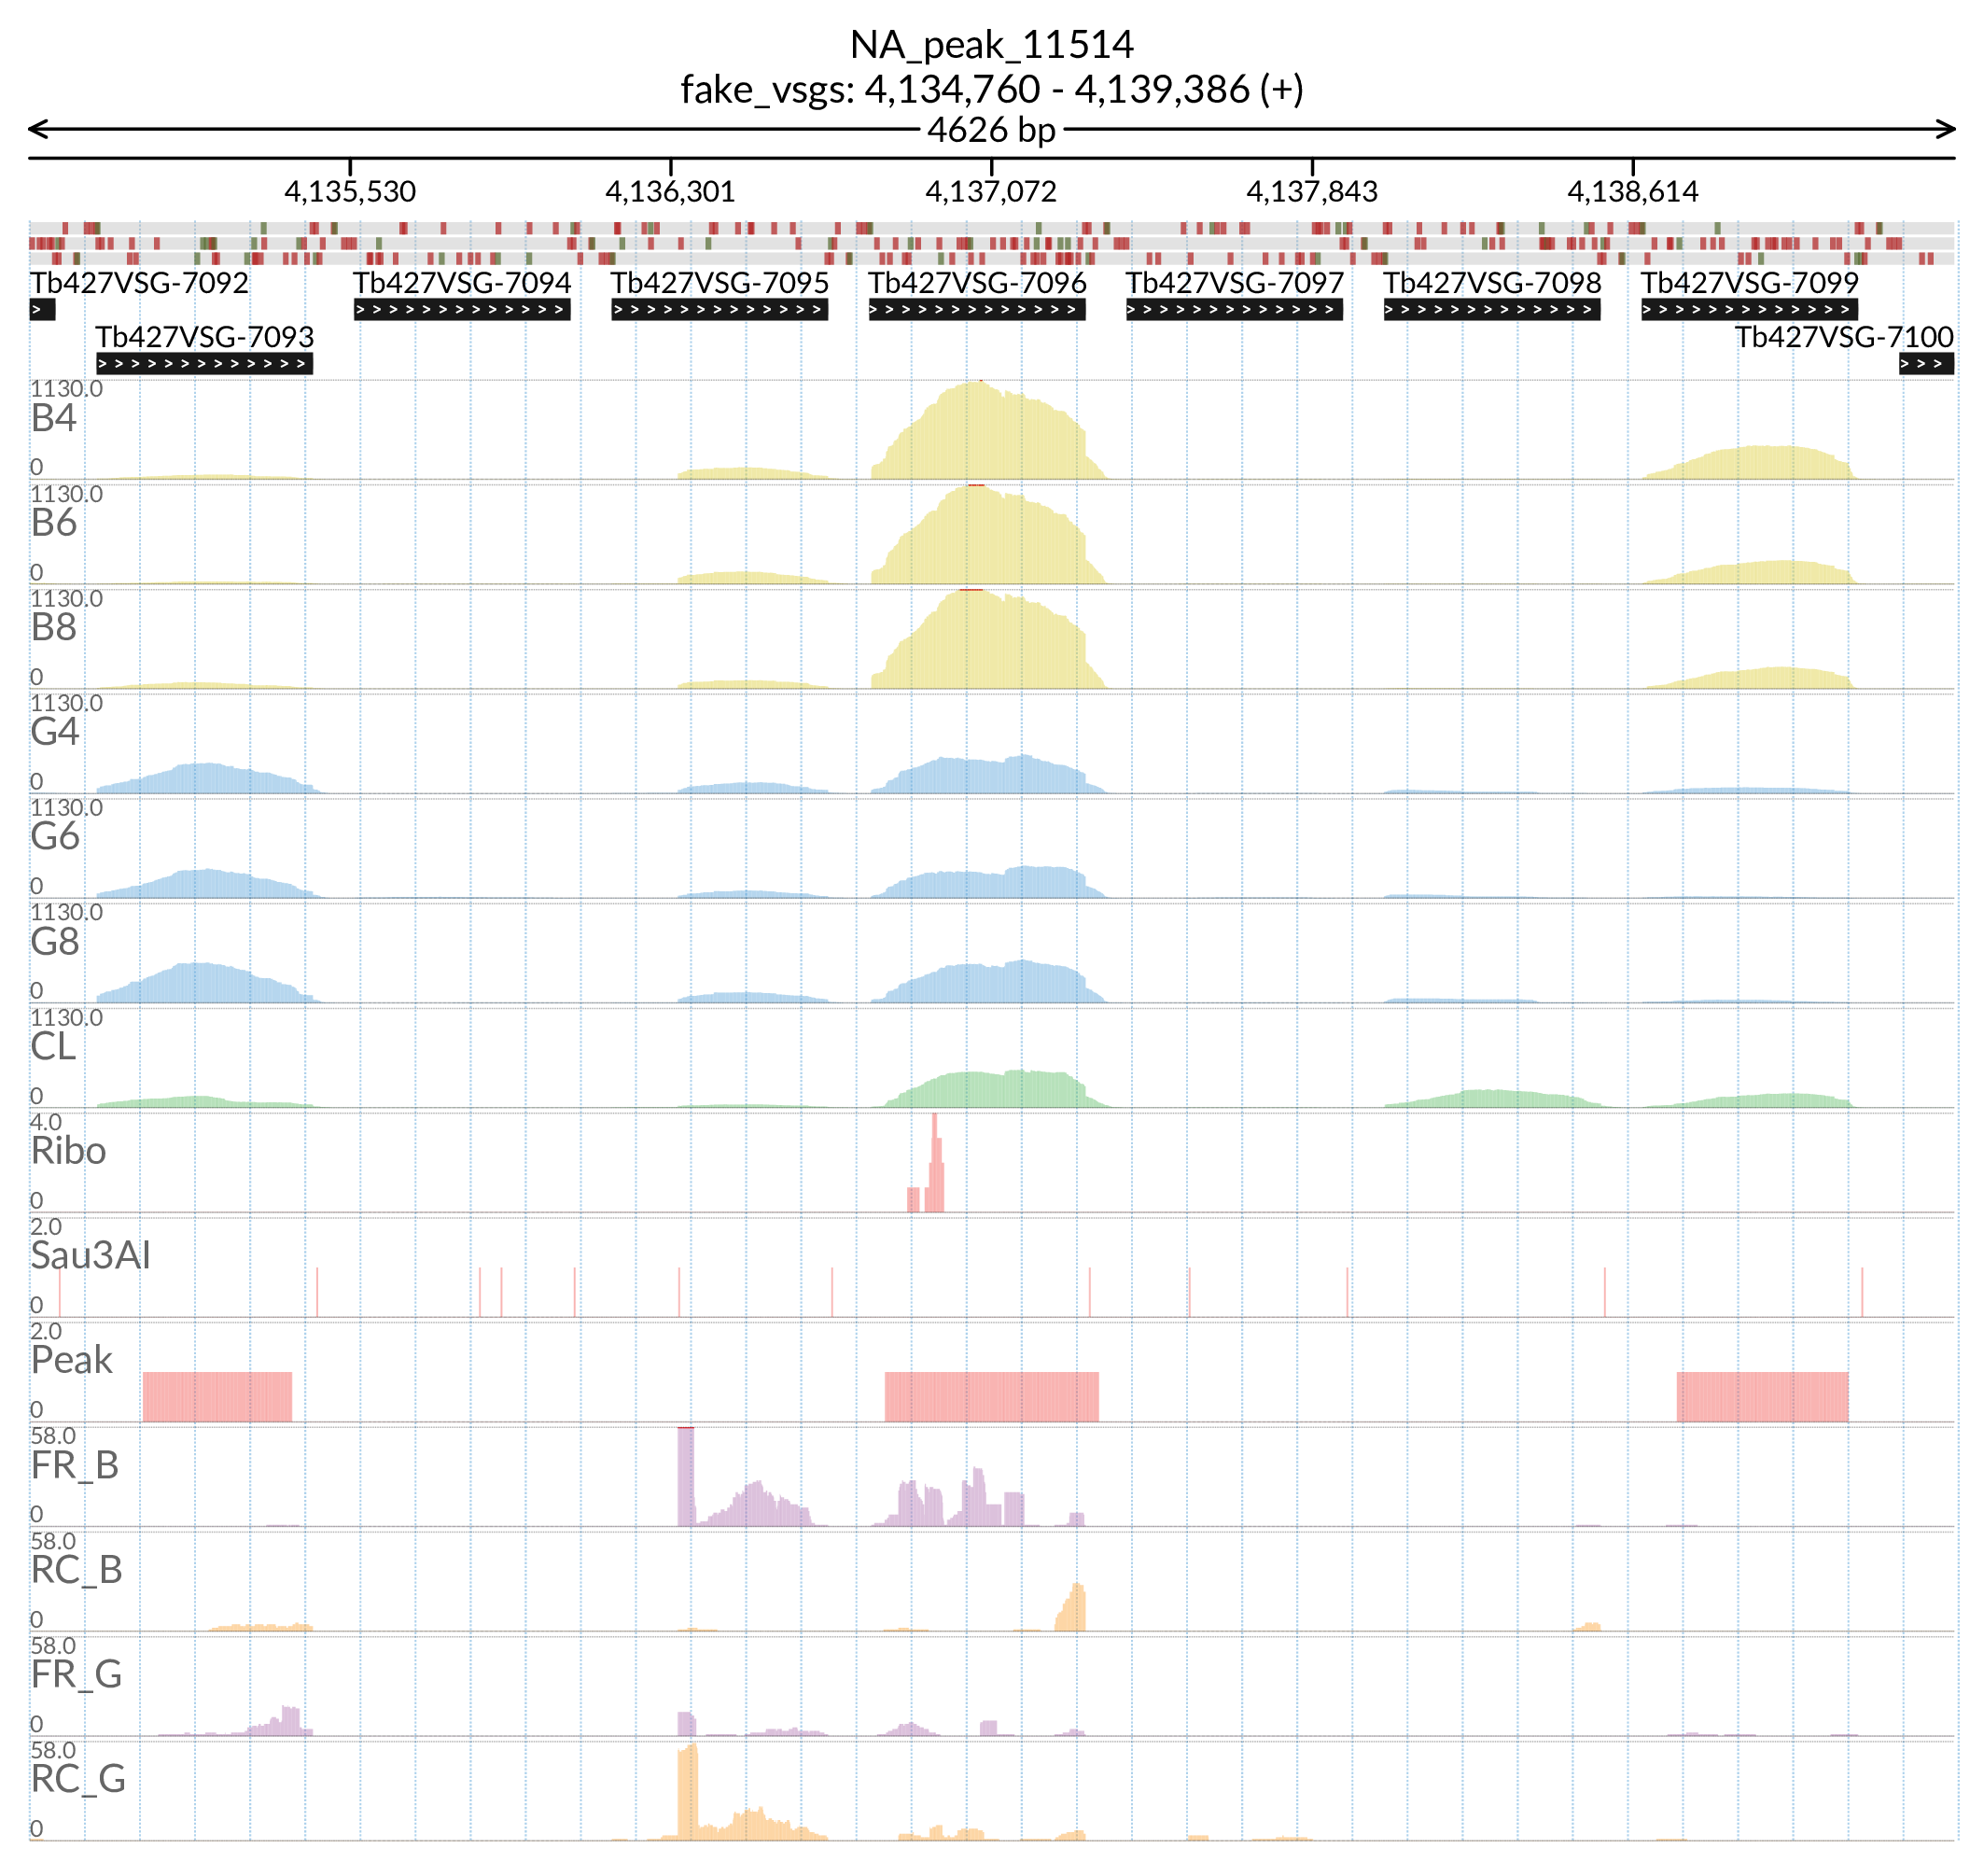 NA_peak_11514
fake_vsgs: 4,134,760 - 4,139,386 (+)
4626 bp
4,135,530 4,136,301 4,137,072 4,137,843 4,138,614
Tb427VSG-7092 Tb427VSG-7094 Tb427VSG-7095 Tb427VSG-7096 Tb427VSG-7097 Tb427VSG-7098 Tb427VSG-7099
Tb427VSG-7093 Tb427VSG-7100
1130.0
B4
0
1130.0
B6
0
1130.0
B8
0
1130.0
G4
0
1130.0
G6
0
1130.0
G8
0
1130.0
CL
0
4.0
Ribo
0
2.0
Sau3AI
0
2.0
Peak
0
58.0
FR_B
0
58.0
RC_B
0
58.0
FR_G
0
58.0
RC_G
0